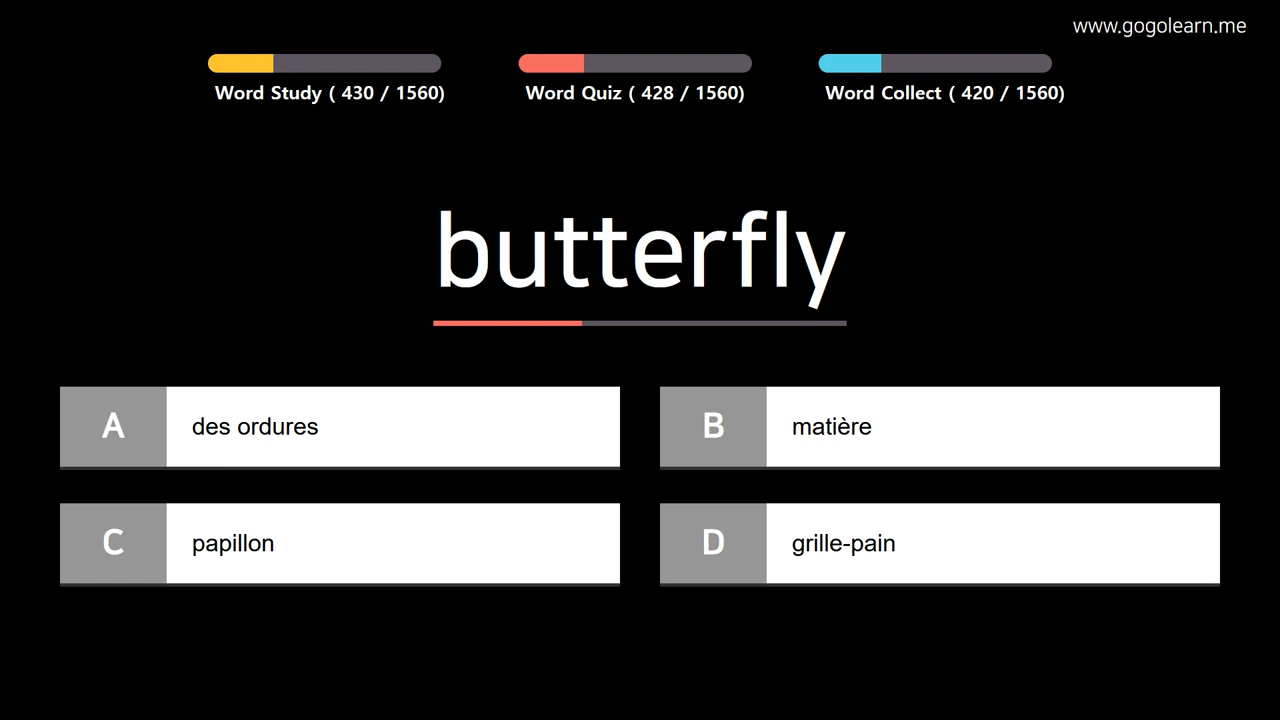 www.gogolearn.me
Word Study ( 430 / 1560)
Word Quiz ( 428 / 1560)
Word Collect ( 420 / 1560)
butterfly
A
des ordures
B
matière
C
papillon
D
grille-pain